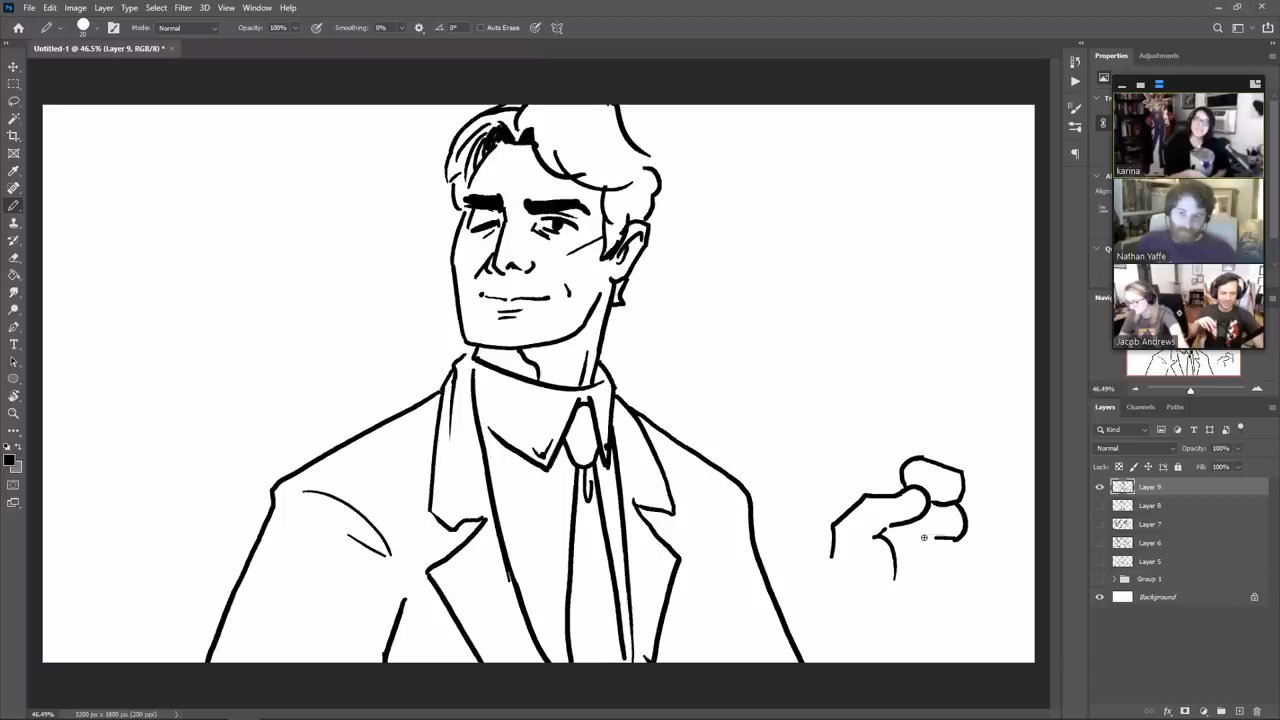 File Edit Image Layer Type Select Filter 3D View Window Help
20 Mode: Normal Opacity: 100% Smoothing: 0% 0° Auto Erase
Untitled-1 @ 46.5% (Layer 9, RGB/8) *
Properties Adjustments
karina
Nathan Yaffe
Jacob Andrews
46.49%
Layers Channels Paths
Kind
Normal Opacity: 100%
Lock: Fill: 100%
Layer 9
Layer 8
Layer 7
Layer 6
Layer 5
Group 1
Background
46.49% 3200 px x 1800 px (200 ppi)